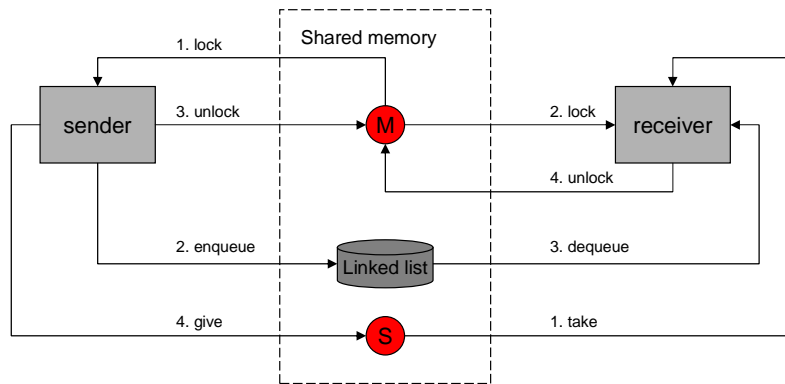 Shared memory
1. lock
sender
3. unlock
M
2. lock
receiver
4. unlock
2. enqueue
Linked list
3. dequeue
4. give
S
1. take